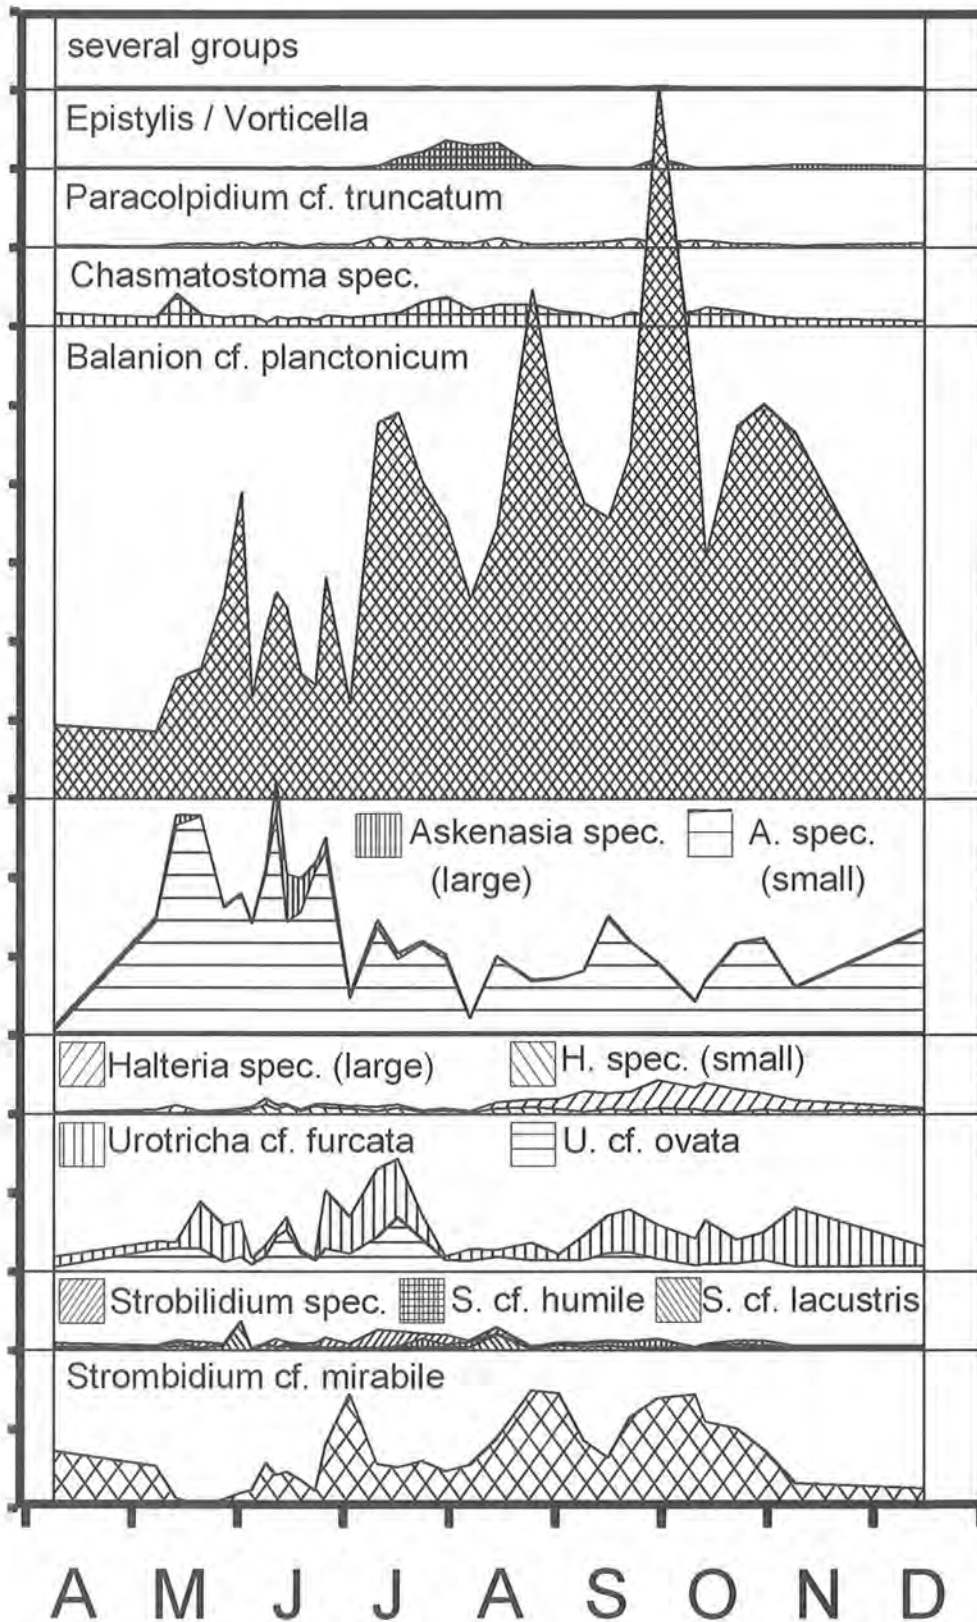 several groups
Epistylis / Vorticella
Paracolpidium cf. truncatum
Chasmatostoma spec.
Balanion cf. planctonicum
Askenasia spec. A. spec.
(large) (small)
Halteria spec. (large) H. spec. (small)
Urotricha cf. furcata U. cf. ovata
Strobilidium spec. S. cf. humile S. cf. lacustris
Strombidium cf. mirabile
A M J J A S O N D